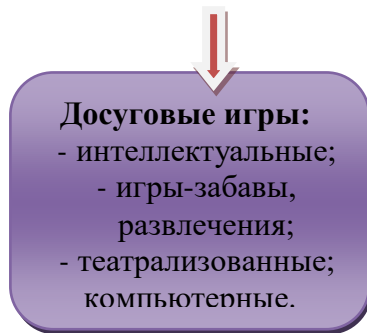 Досуговые игры:
- интеллектуальные;
- игры-забавы,
развлечения;
- театрализованные;
компьютерные.